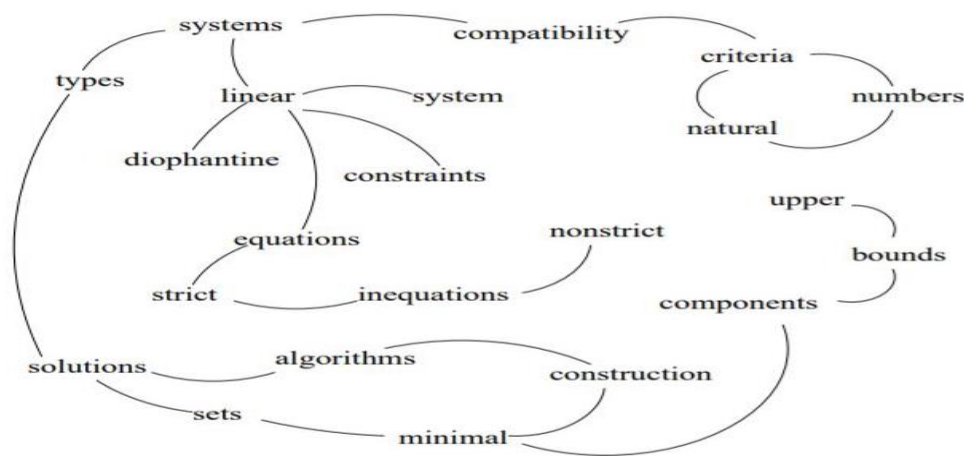 systems
compatibility
criteria
types
linear
system
numbers
natural
diophantine
constraints
upper
equations
nonstrict
bounds
strict
inequations
components
solutions
algorithms
construction
sets
minimal